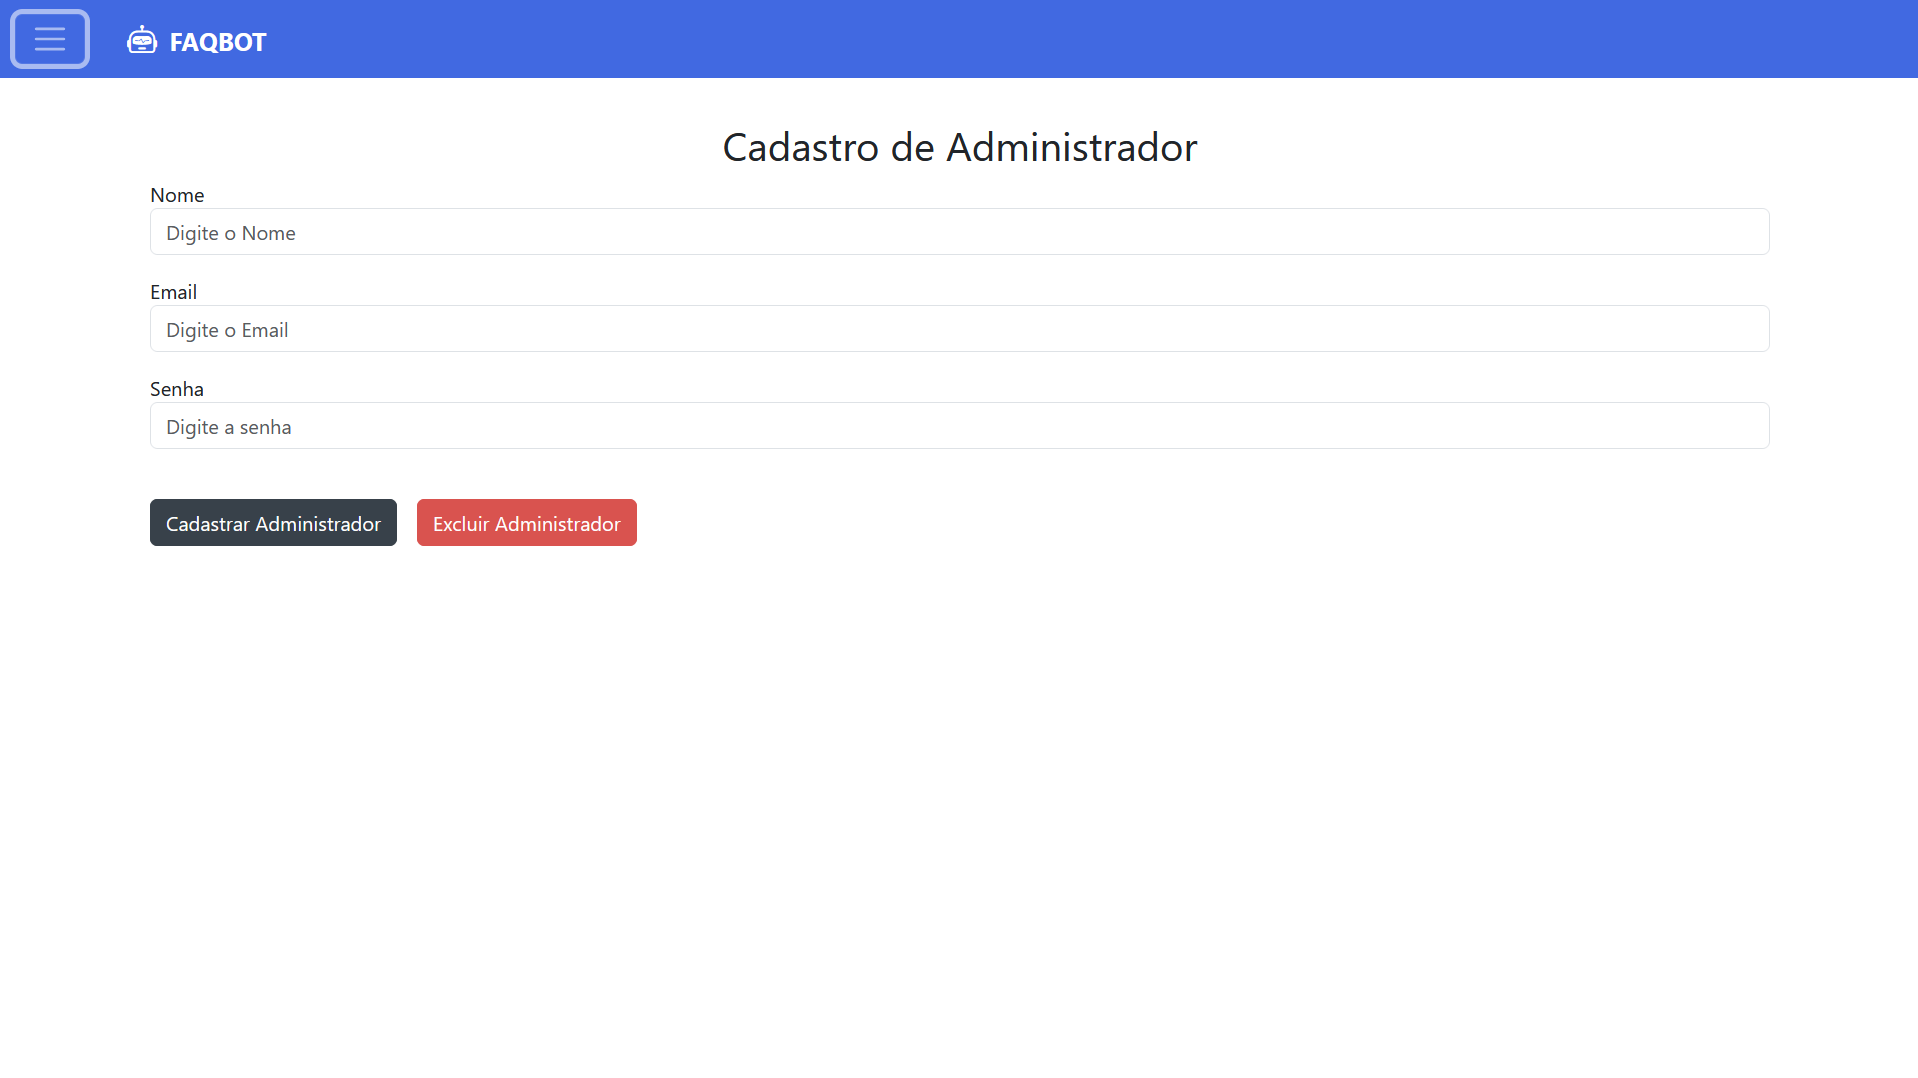 FAQBOT
Cadastro de Administrador
Nome
Digite o Nome
Email
Digite o Email
Senha
Digite a senha
Cadastrar Administrador Excluir Administrador